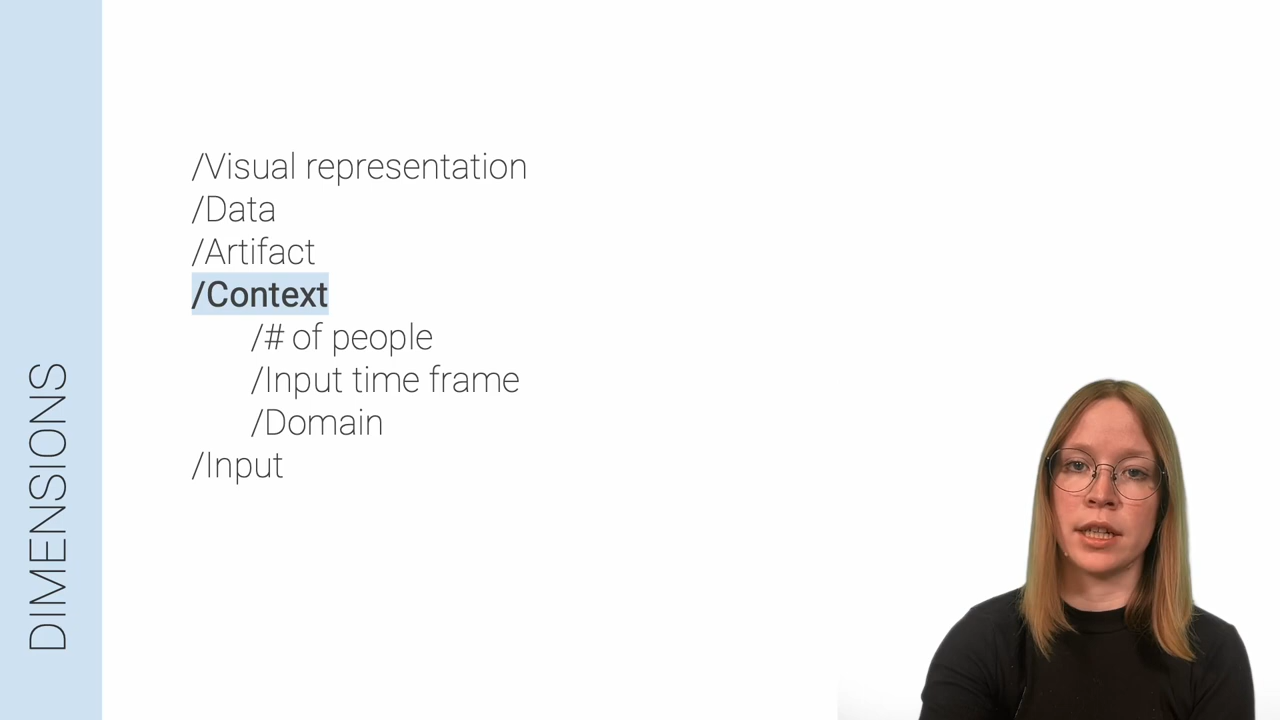 DIMENSIONS
/Visual representation
/Data
/Artifact
/Context
/# of people
/Input time frame
/Domain
/Input